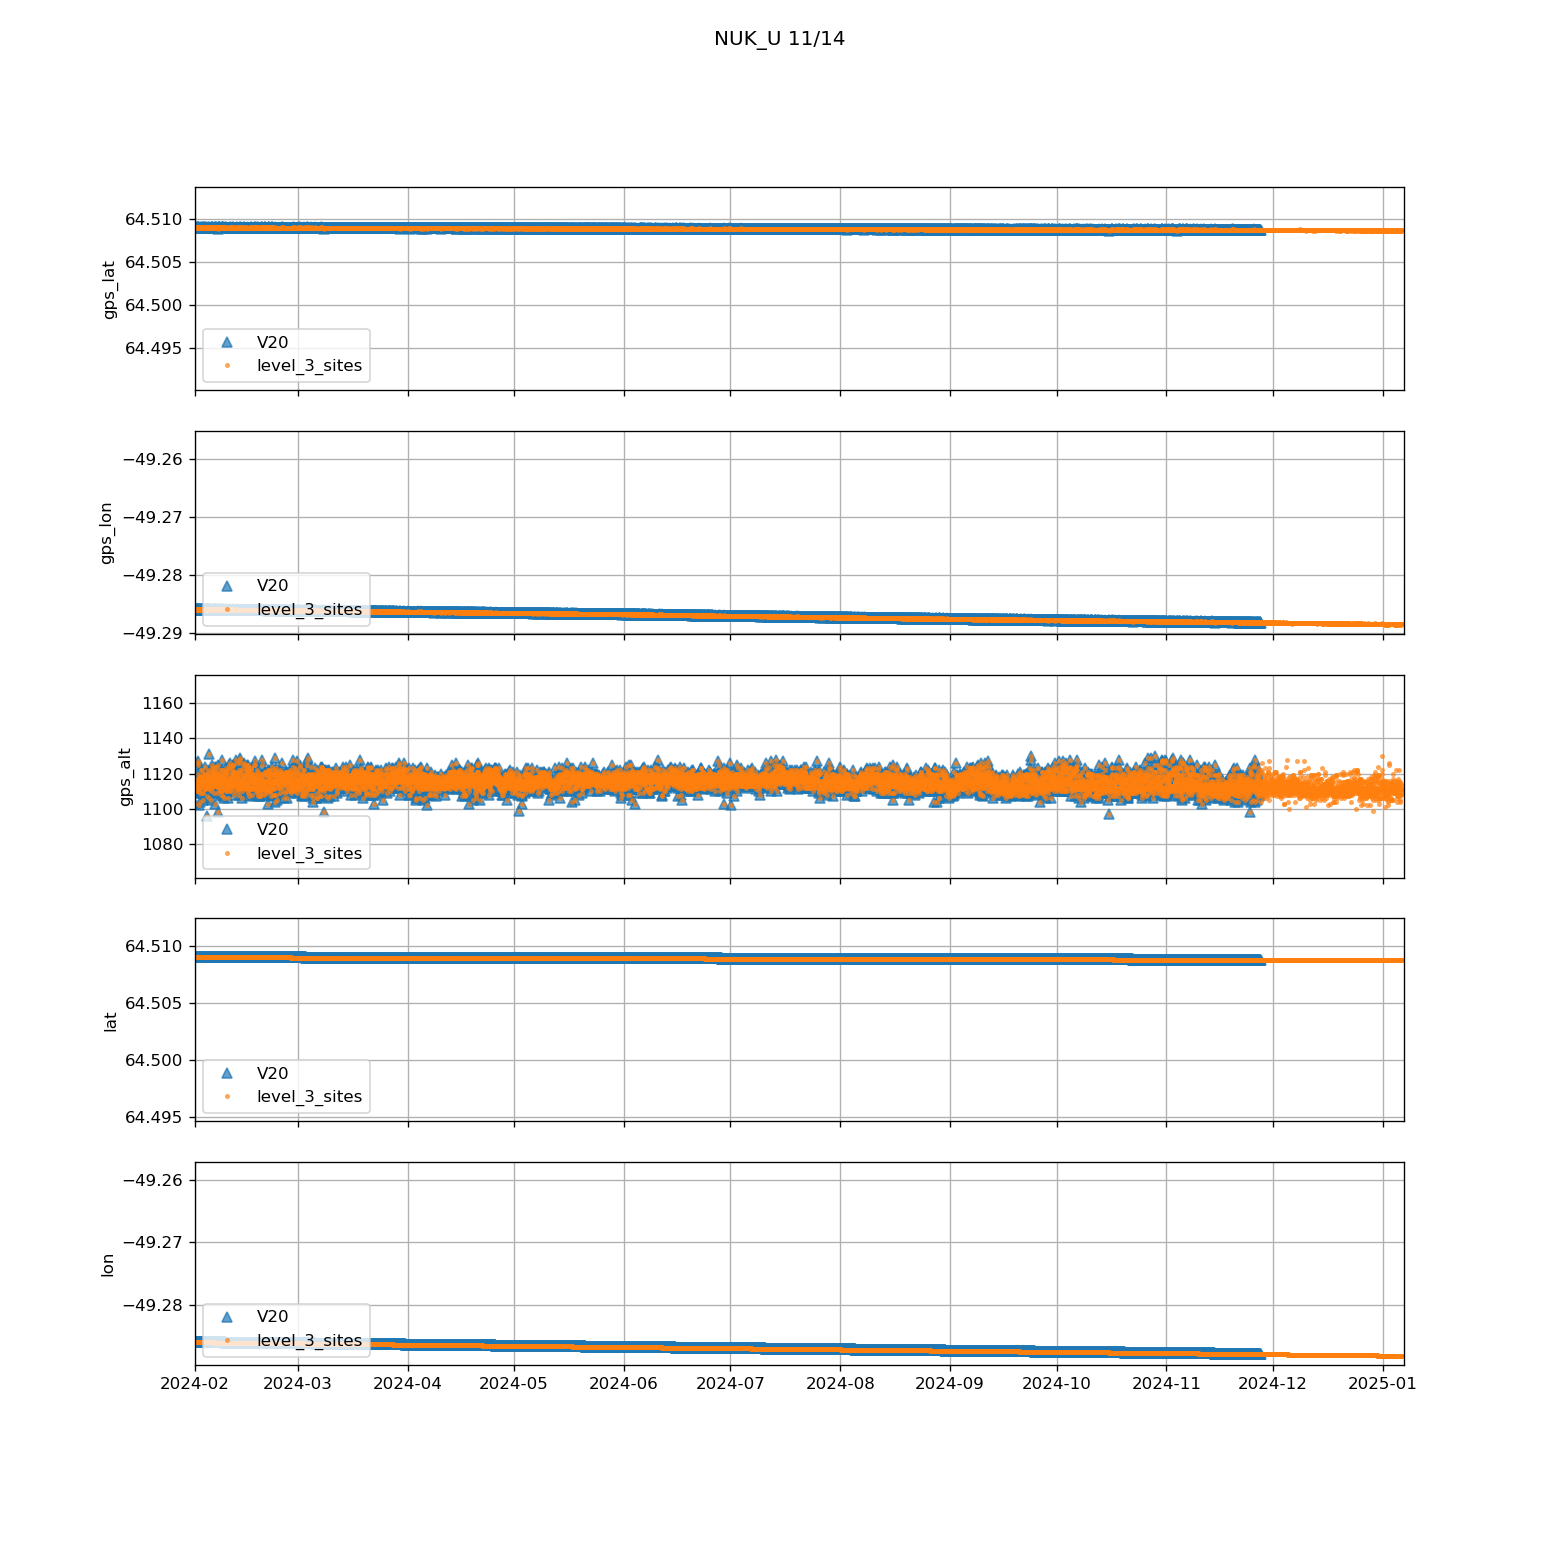 NUK_U 11/14
64.510
64.505
64.500
64.495
gps_lat
V20
level_3_sites
−49.26
−49.27
−49.28
−49.29
gps_lon
V20
level_3_sites
1160
1140
1120
1100
1080
gps_alt
V20
level_3_sites
64.510
64.505
64.500
64.495
lat
V20
level_3_sites
−49.26
−49.27
−49.28
lon
V20
level_3_sites
2024-02 2024-03 2024-04 2024-05 2024-06 2024-07 2024-08 2024-09 2024-10 2024-11 2024-12 2025-01